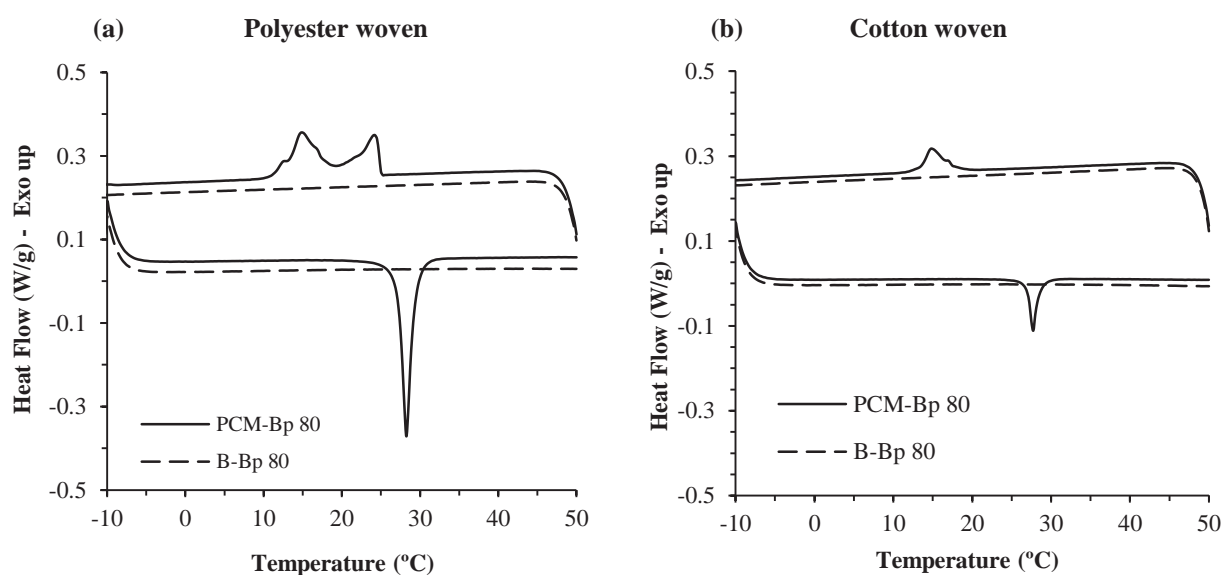 (a) Polyester woven
0.5
0.3
0.1
-0.1
-0.3
-0.5
Heat Flow (W/g) - Exo up
PCM-Bp 80
B-Bp 80
-10 0 10 20 30 40 50
Temperature (ºC)
(b) Cotton woven
0.5
0.3
0.1
-0.1
-0.3
-0.5
Heat Flow (W/g) - Exo up
PCM-Bp 80
B-Bp 80
-10 0 10 20 30 40 50
Temperature (ºC)